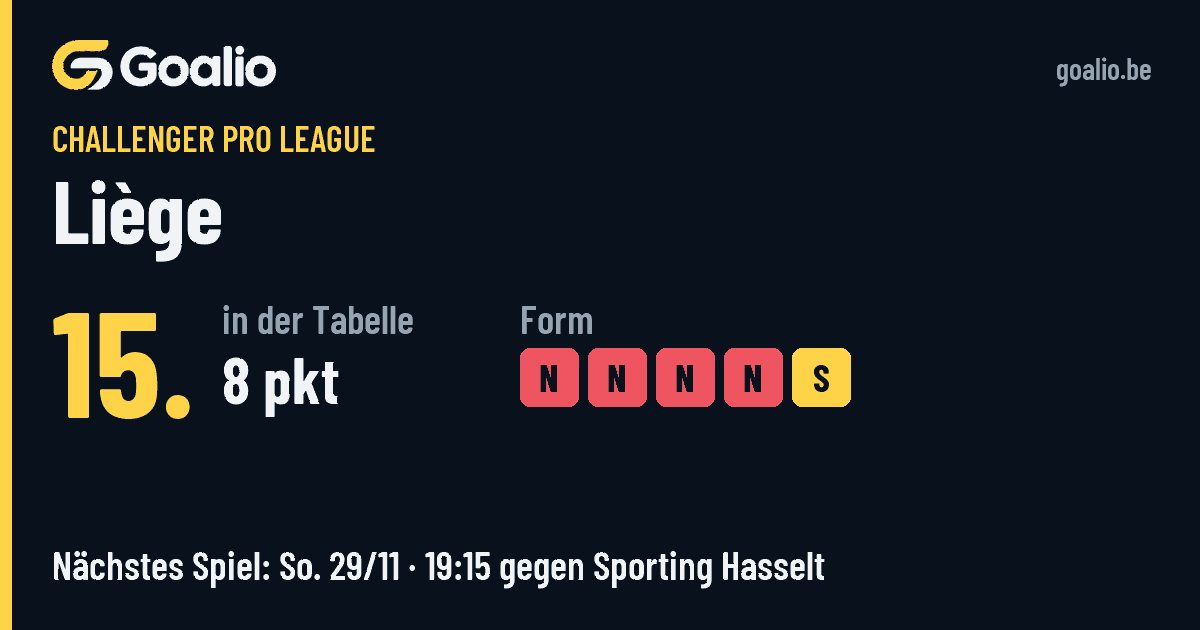 Goalio
goalio.be
CHALLENGER PRO LEAGUE
Liège
15.
in der Tabelle
8 pkt
Form
N N N N S
Nächstes Spiel: So. 29/11 · 19:15 gegen Sporting Hasselt